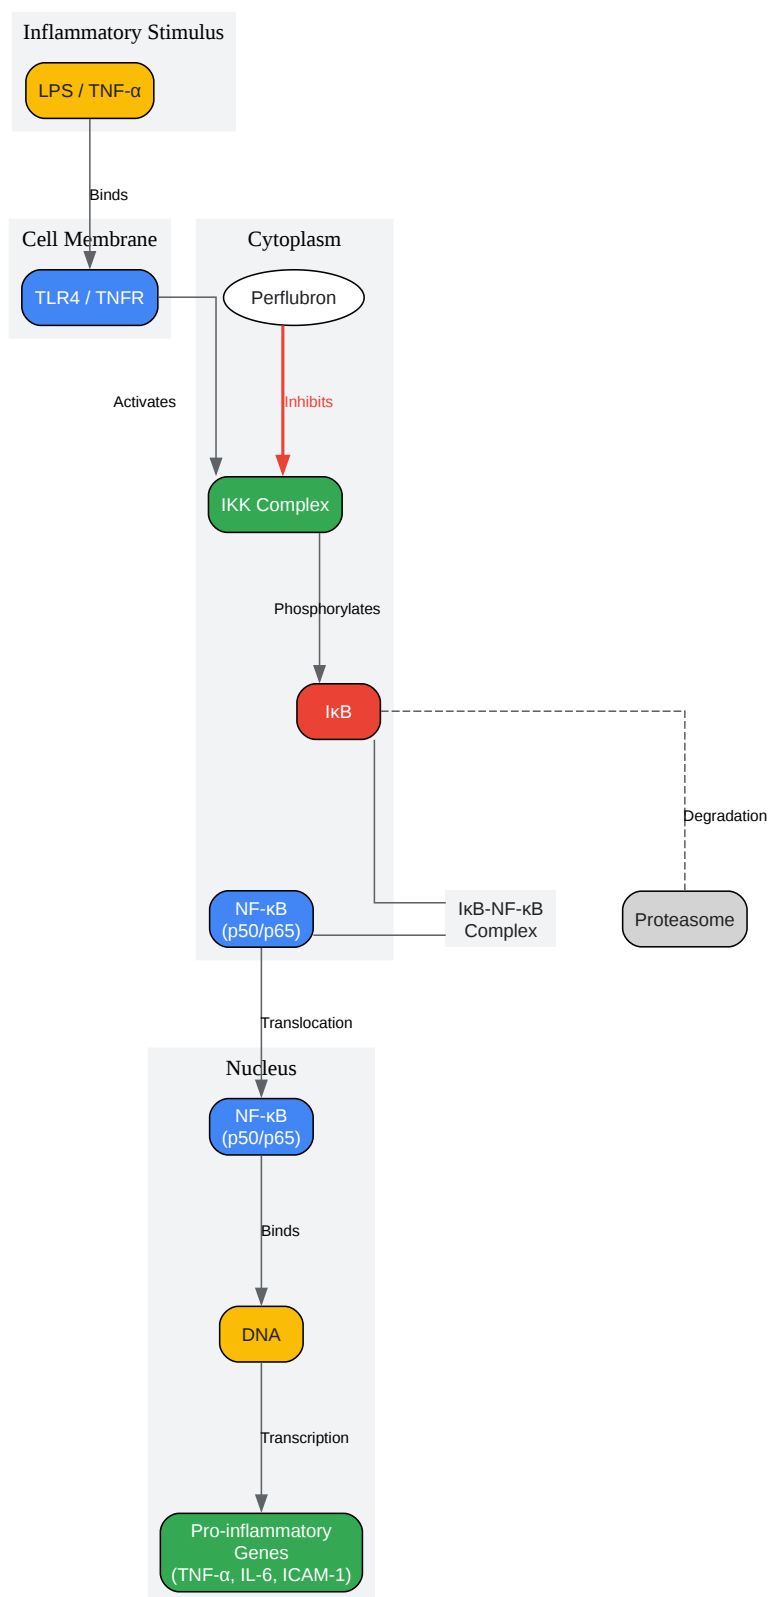 Inflammatory Stimulus
LPS / TNF-α
Binds
Cell Membrane
TLR4 / TNFR
Cytoplasm
Perflubron
Activates
Inhibits
IKK Complex
Phosphorylates
IκB
Degradation
NF-κB
(p50/p65)
IκB-NF-κB
Complex
Proteasome
Translocation
Nucleus
NF-κB
(p50/p65)
Binds
DNA
Transcription
Pro-inflammatory
Genes
(TNF-α, IL-6, ICAM-1)